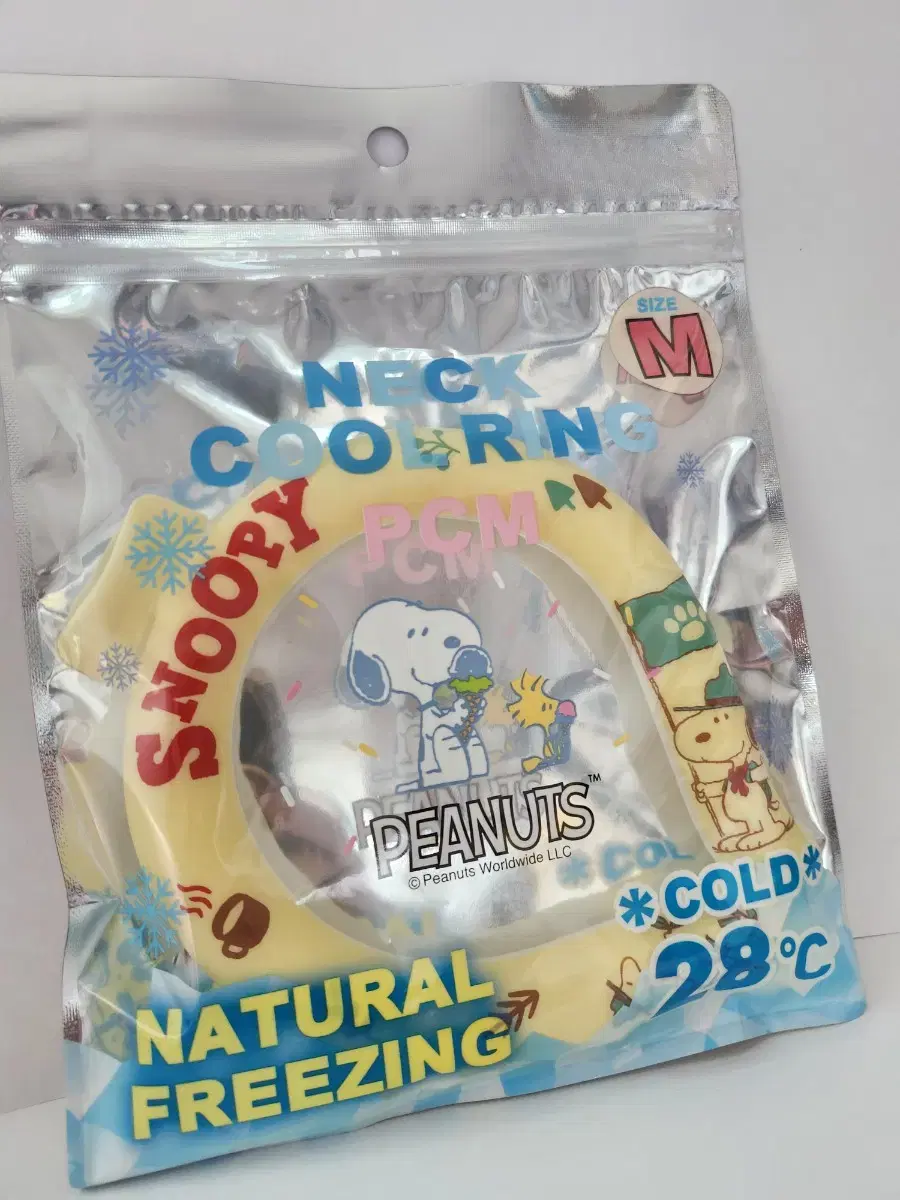 SIZE
M
NECK
COOL RING
PCM
SNOOPY
PEANUTS™
© Peanuts Worldwide LLC
*COLD*
28°C
NATURAL
FREEZING